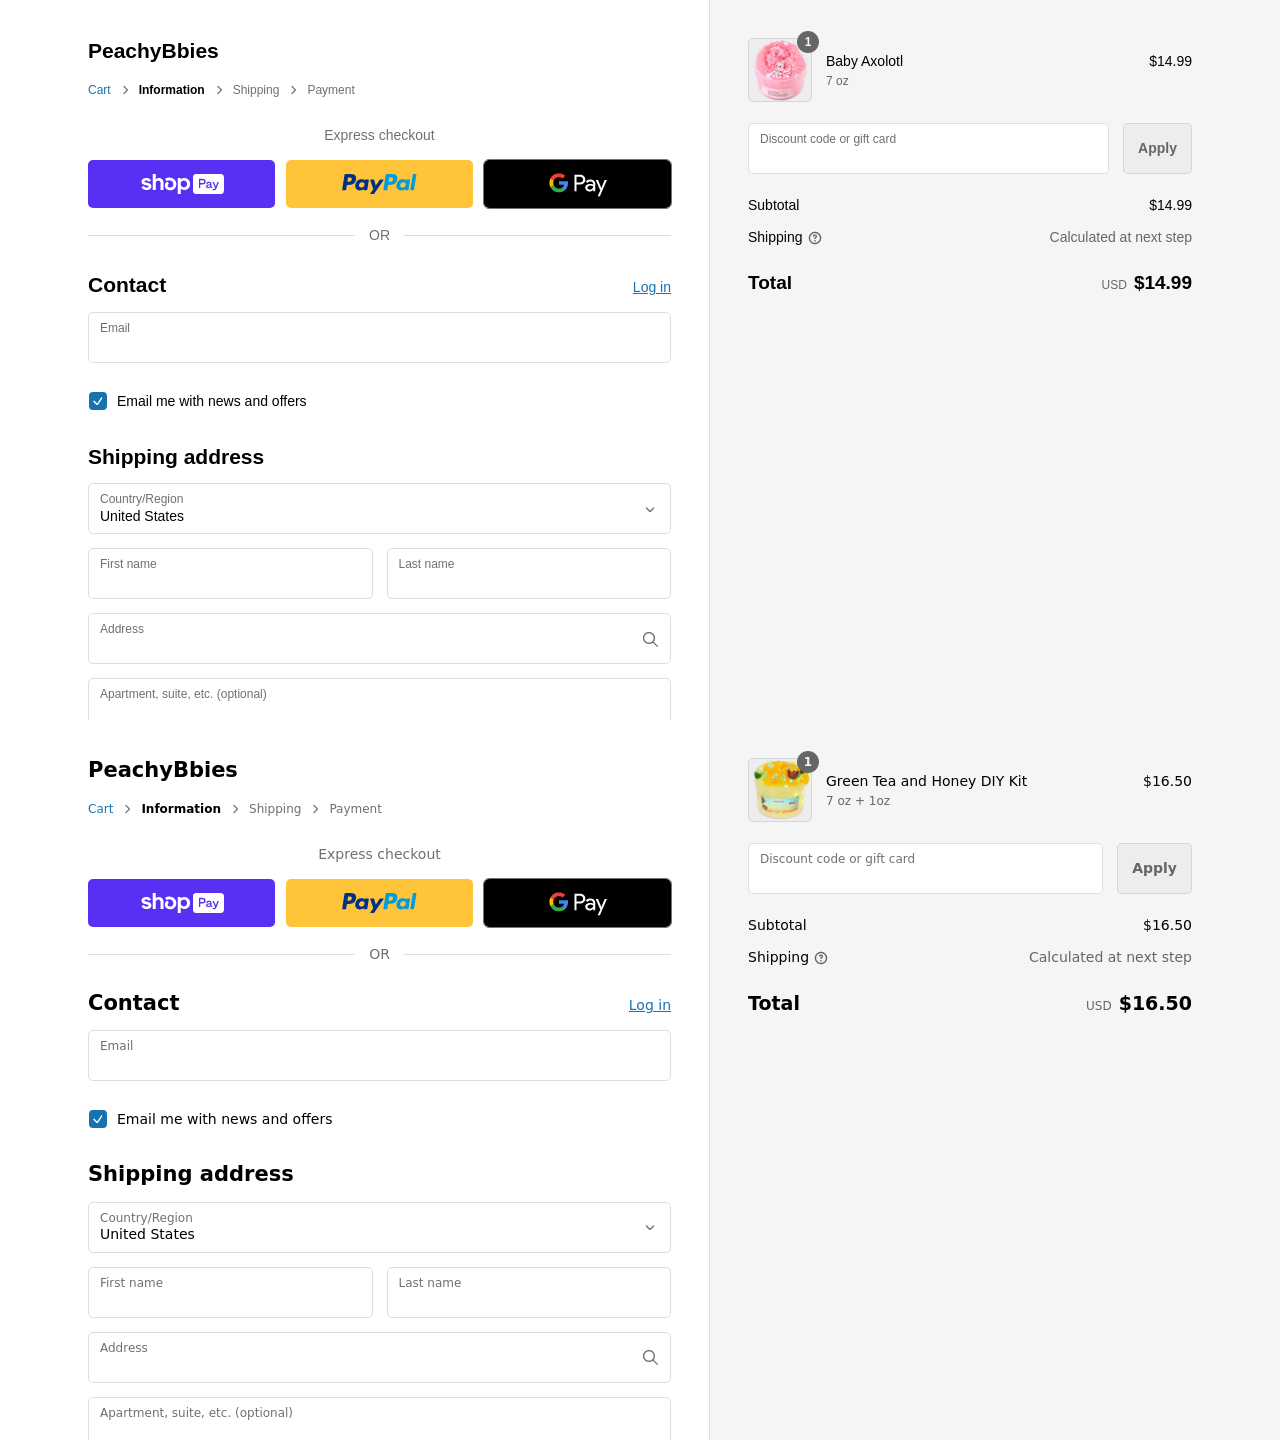 PeachyBbies
Cart > Information > Shipping > Payment
Express checkout
shop Pay
PayPal
G Pay
OR
Contact
Log in
Email
Email me with news and offers
Shipping address
Country/Region
United States
First name
Last name
Address
Apartment, suite, etc. (optional)
1
Baby Axolotl
$14.99
7 oz
Discount code or gift card
Apply
Subtotal
$14.99
Shipping
Calculated at next step
Total
USD $14.99
PeachyBbies
Cart > Information > Shipping > Payment
Express checkout
shop Pay
PayPal
G Pay
OR
Contact
Log in
Email
Email me with news and offers
Shipping address
Country/Region
United States
First name
Last name
Address
Apartment, suite, etc. (optional)
1
Green Tea and Honey DIY Kit
$16.50
7 oz + 1oz
Discount code or gift card
Apply
Subtotal
$16.50
Shipping
Calculated at next step
Total
USD $16.50